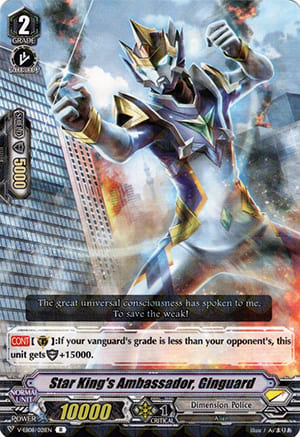 2
GRADE
Intercept
SHIELD
5000
The great universal consciousness has spoken to me.
To save the weak!
CONT [ ]:If your vanguard's grade is less than your opponent's, this
unit gets +15000.
NORMAL
UNIT
Star King's Ambassador, Ginguard
POWER 10000
1
CRITICAL
Dimension Police
V-EB08/021EN R